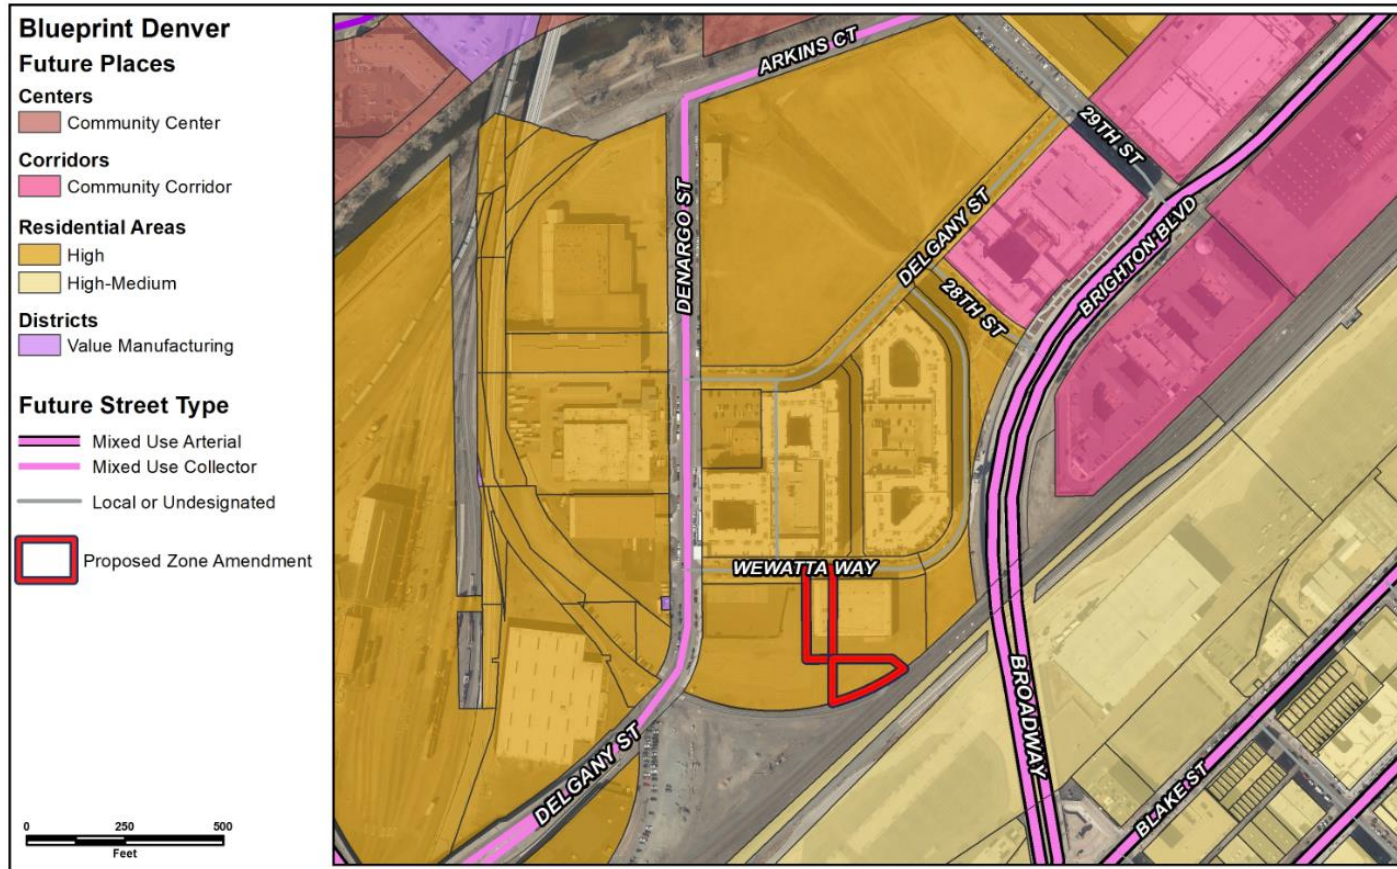 Blueprint Denver
Future Places
Centers
Community Center
Corridors
Community Corridor
Residential Areas
High
High-Medium
Districts
Value Manufacturing
Future Street Type
Mixed Use Arterial
Mixed Use Collector
Local or Undesignated
Proposed Zone Amendment
0 250 500
Feet
ARKINS CT
29TH ST
DENARGO ST
DELGANY ST
28TH ST
BRIGHTON BLVD
WEWATTA WAY
BROADWAY
DELGANY ST
BLAKE ST